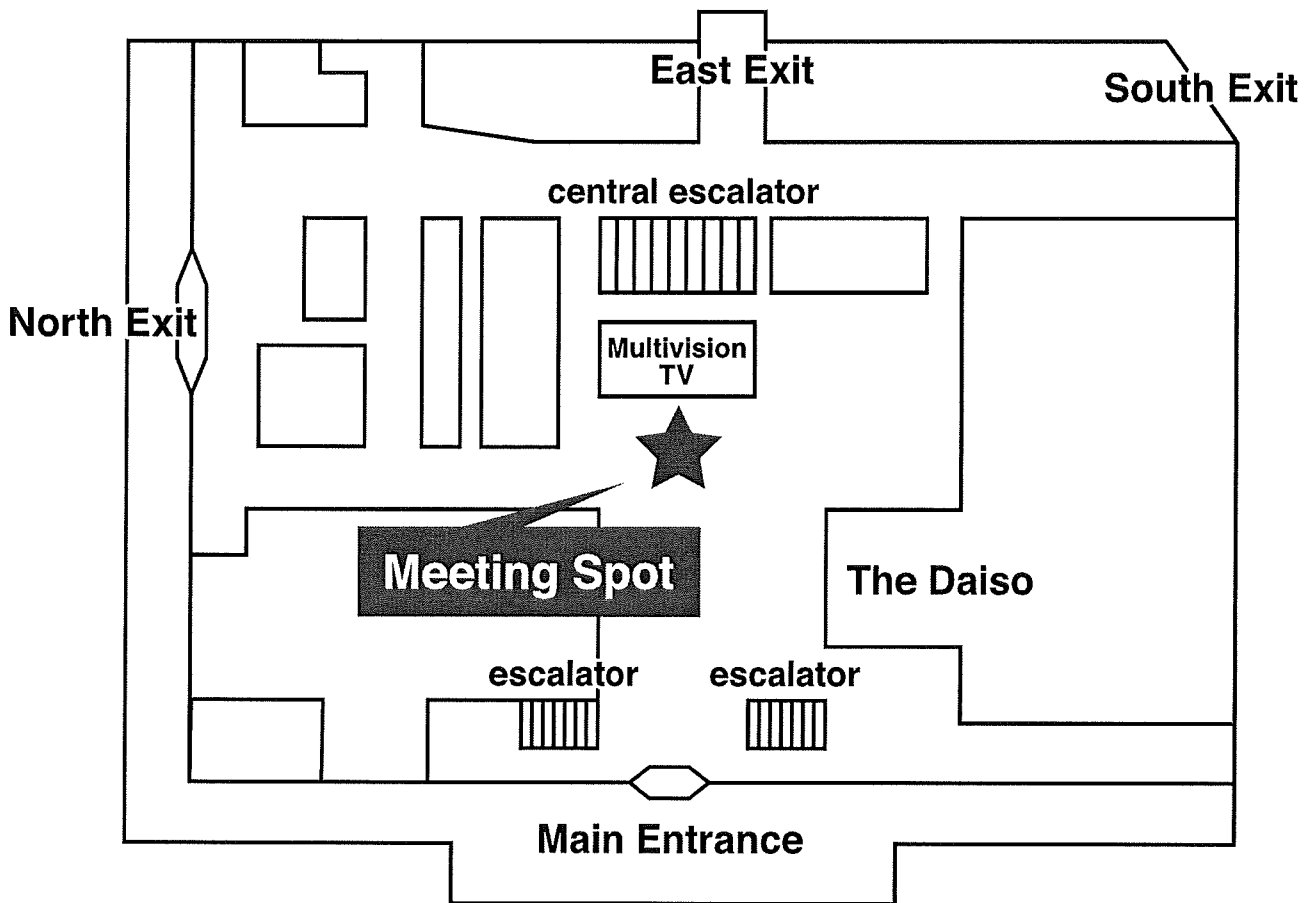 East Exit
South Exit
central escalator
North Exit
Multivision
TV
Meeting Spot
The Daiso
escalator
escalator
Main Entrance